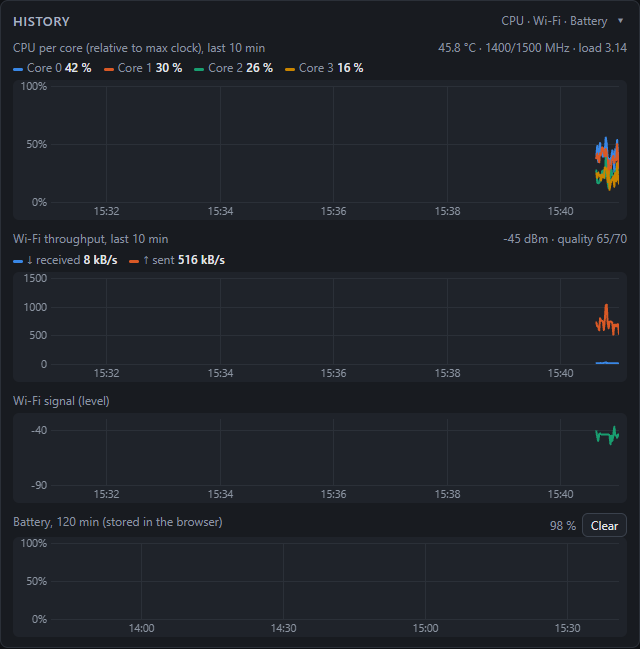 HISTORY CPU · Wi-Fi · Battery ▼
CPU per core (relative to max clock), last 10 min 45.8 °C · 1400/1500 MHz · load 3.14
Core 0 42 % Core 1 30 % Core 2 26 % Core 3 16 %
100%
50%
0%
15:32 15:34 15:36 15:38 15:40
Wi-Fi throughput, last 10 min -45 dBm · quality 65/70
↓ received 8 kB/s ↑ sent 516 kB/s
1500
1000
500
0
15:32 15:34 15:36 15:38 15:40
Wi-Fi signal (level)
-40
-90
15:32 15:34 15:36 15:38 15:40
Battery, 120 min (stored in the browser) 98 % Clear
100%
50%
0%
14:00 14:30 15:00 15:30